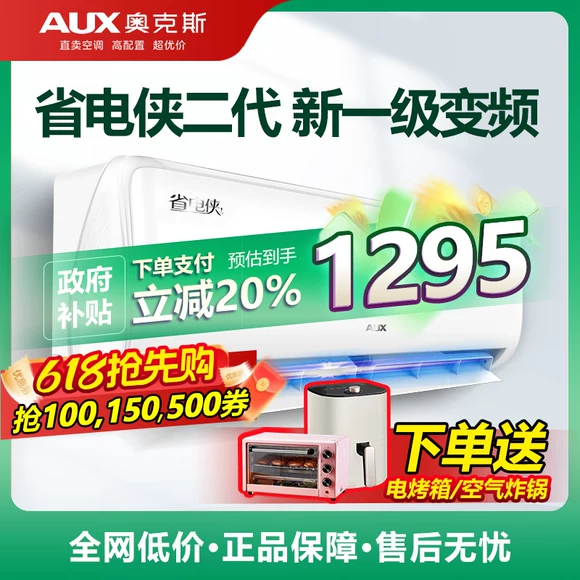 AUX奥克斯
直卖空调 高配置 超优价
省电侠二代 新一级变频
省电侠
政府
补贴
下单支付 预估到手
立减20%
1295
AUX
618抢先购
抢100,150,500券
下单送
电烤箱/空气炸锅
全网低价·正品保障·售后无忧